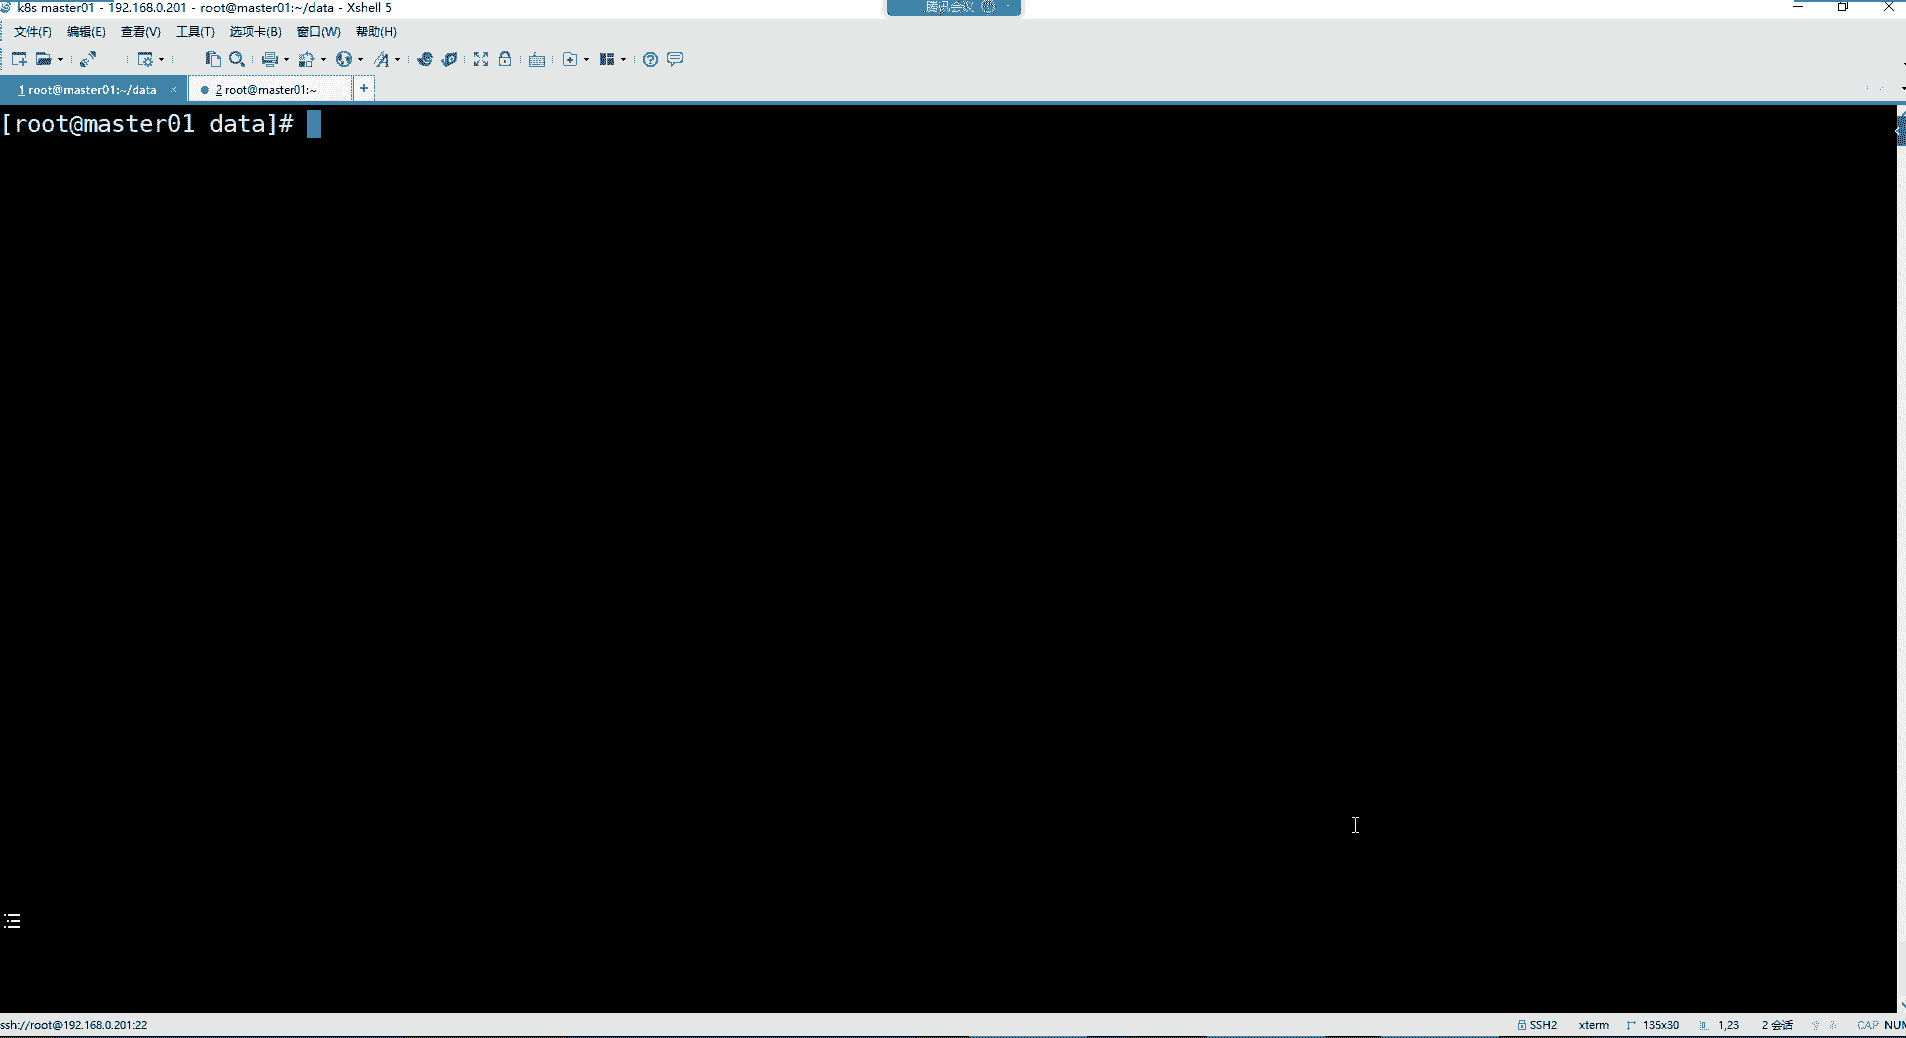 k8s master01 - 192.168.0.201 - root@master01:~/data - Xshell 5
腾讯会议
文件(F) 编辑(E) 查看(V) 工具(T) 选项卡(B) 窗口(W) 帮助(H)
1 root@master01:~/data × 2 root@master01:~ +
[root@master01 data]#
ssh://root@192.168.0.201:22 SSH2 xterm 135x30 1,23 2 会话 CAP NUM